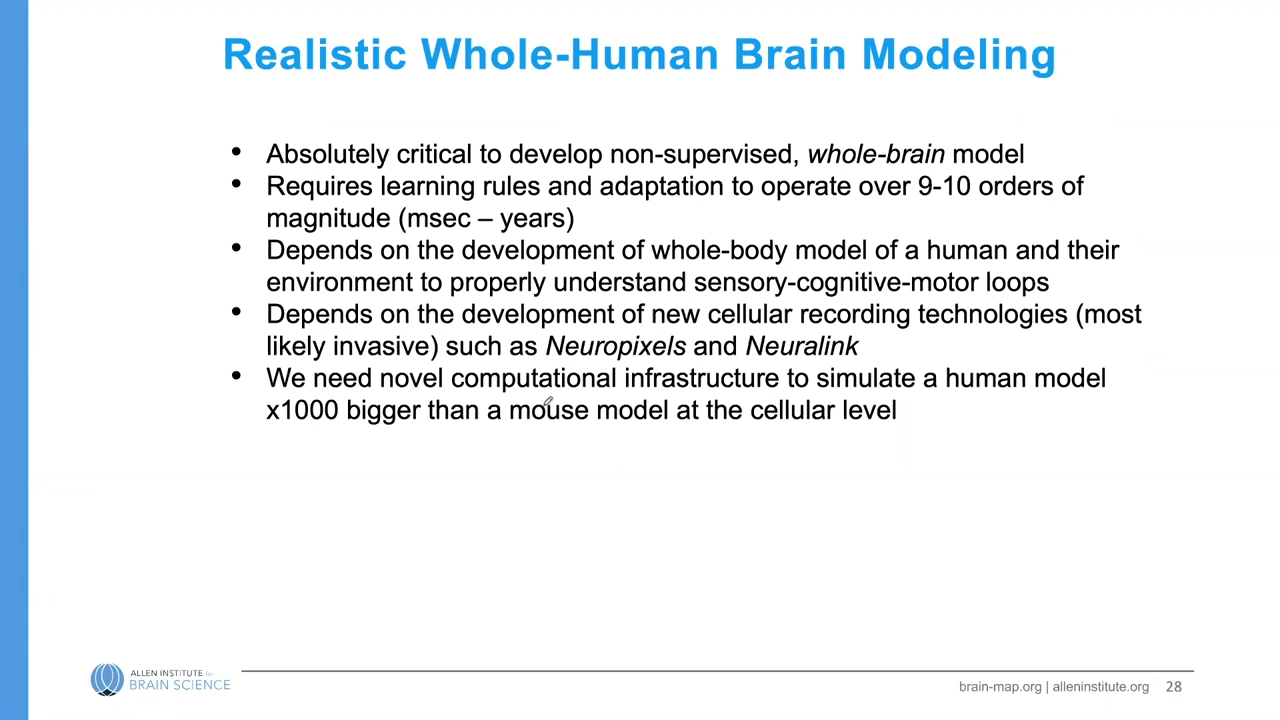 Realistic Whole-Human Brain Modeling
• Absolutely critical to develop non-supervised, whole-brain model
• Requires learning rules and adaptation to operate over 9-10 orders of
magnitude (msec – years)
• Depends on the development of whole-body model of a human and their
environment to properly understand sensory-cognitive-motor loops
• Depends on the development of new cellular recording technologies (most
likely invasive) such as Neuropixels and Neuralink
• We need novel computational infrastructure to simulate a human model
x1000 bigger than a mouse model at the cellular level
ALLEN INSTITUTE for
BRAIN SCIENCE
brain-map.org | alleninstitute.org 28